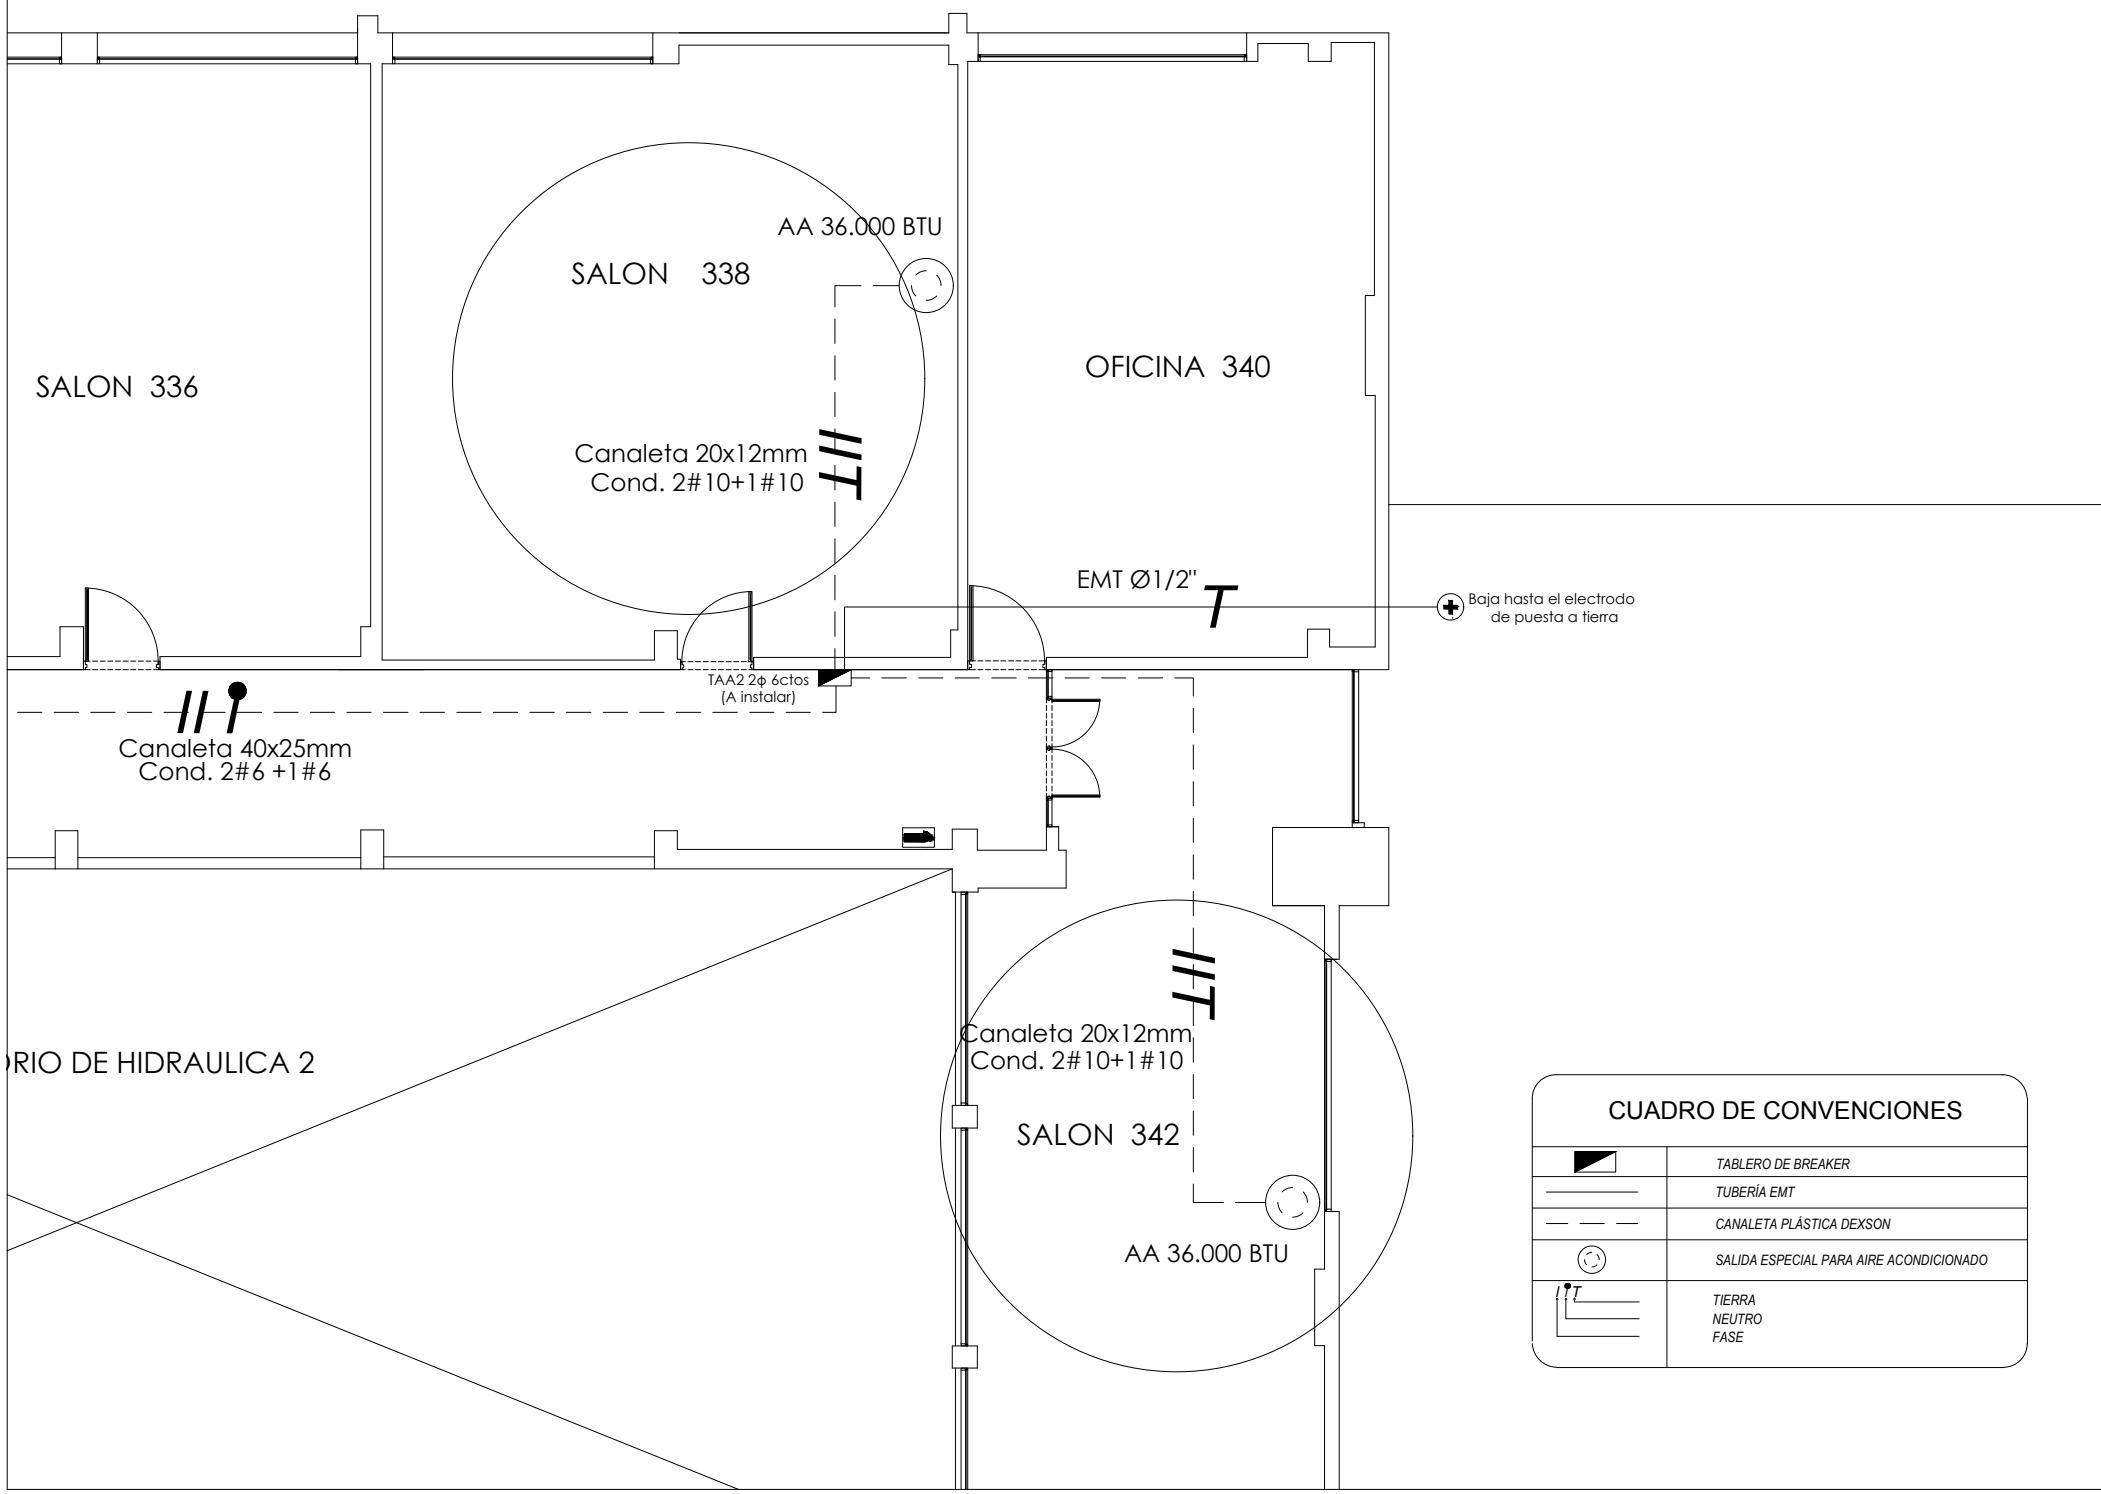 AA 36.000 BTU
SALON 338
SALON 336
OFICINA 340
Canaleta 20x12mm
Cond. 2#10+1#10
IIT
EMT Ø1/2"
T
Baja hasta el electrodo
de puesta a tierra
TAA2 2φ 6ctos
(A instalar)
Canaleta 40x25mm
Cond. 2#6 +1#6
IIT
Canaleta 20x12mm
Cond. 2#10+1#10
RIO DE HIDRAULICA 2
SALON 342
AA 36.000 BTU
CUADRO DE CONVENCIONES
TABLERO DE BREAKER
TUBERÍA EMT
CANALETA PLÁSTICA DEXSON
SALIDA ESPECIAL PARA AIRE ACONDICIONADO
TIERRA
NEUTRO
FASE